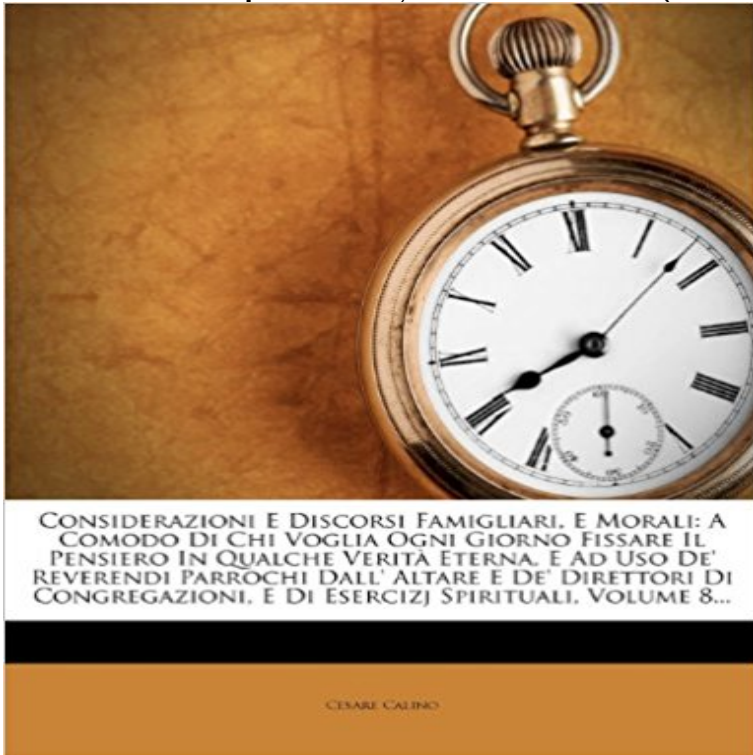 CONSIDERAZIONI E DISCORSI FAMIGLIARI, E MORALI: A
COMODO DI CHI VOGLIA OGNI GIORNO FISSARE IL
PENSIERO IN QUALCHE VERITÀ ETERNA, E AD USO DE'
REVERENDI PARROCHI DALL' ALTARE E DE' DIRETTORI DI
CONGREGAZIONI, E DI ESERCIZJ SPIRITUALI, VOLUME 8...
CESARE CALINO